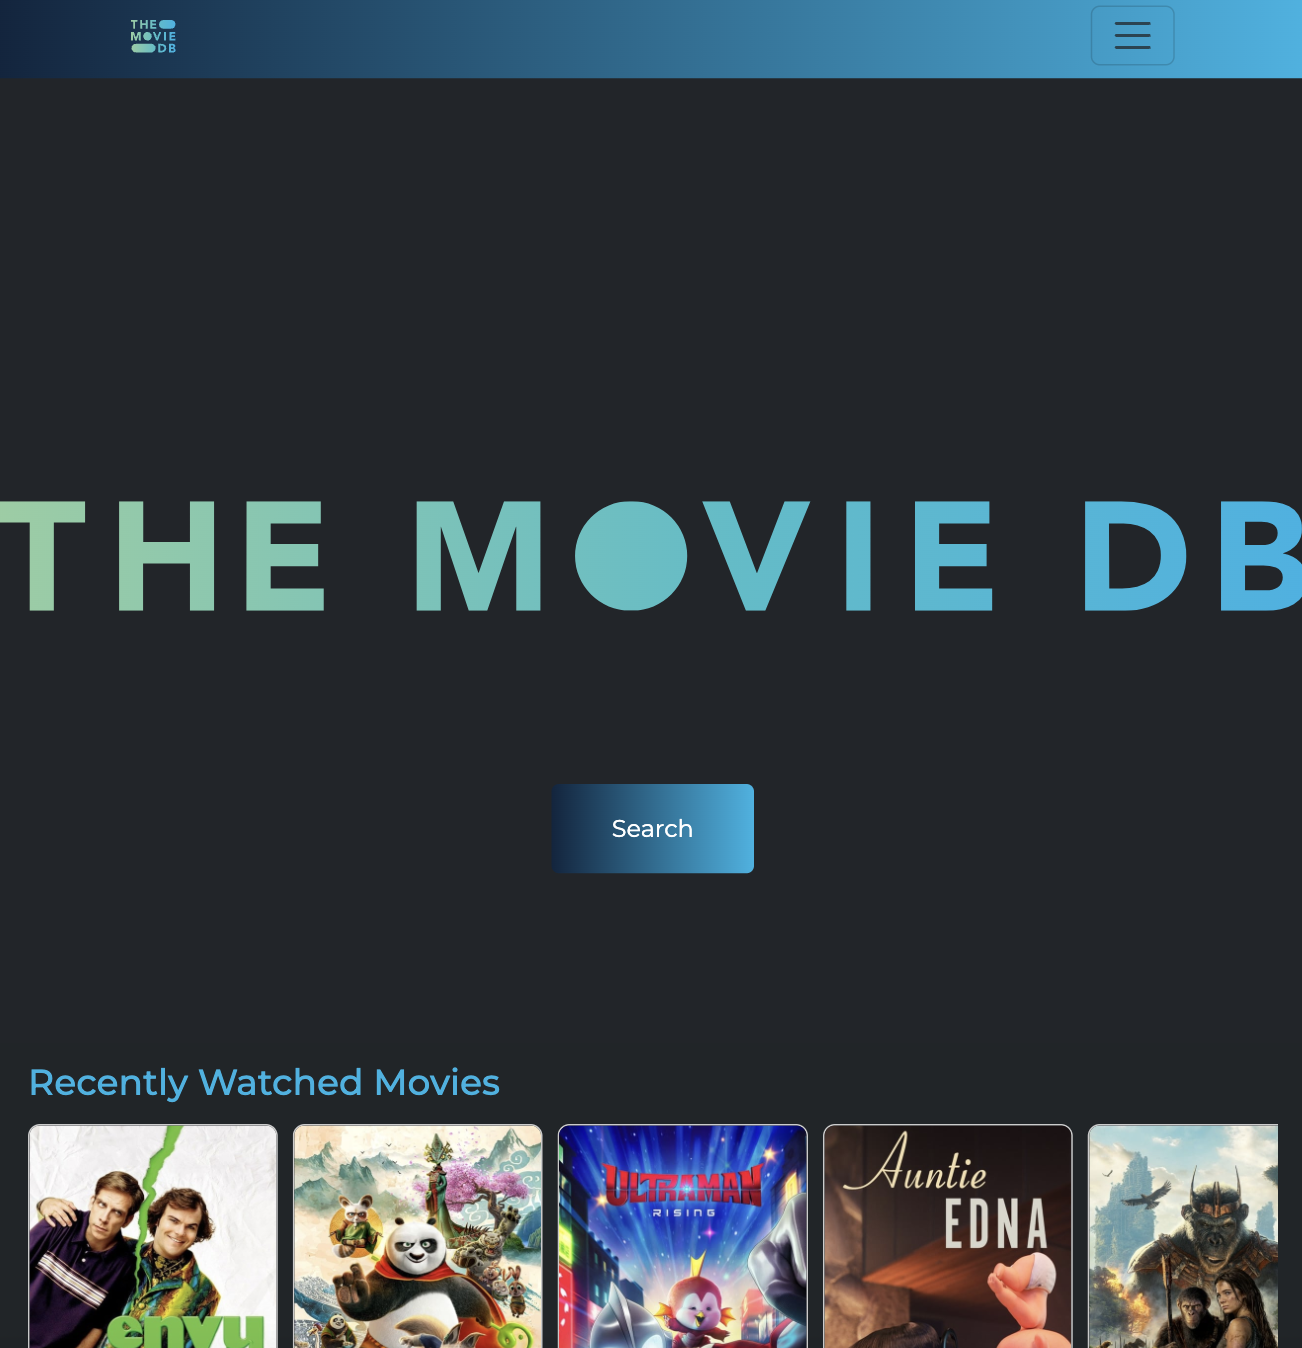 THE
MOVIE
DB
THE MOVIE DB
Search
Recently Watched Movies
envy
ULTRAMAN
RISING
Auntie
EDNA